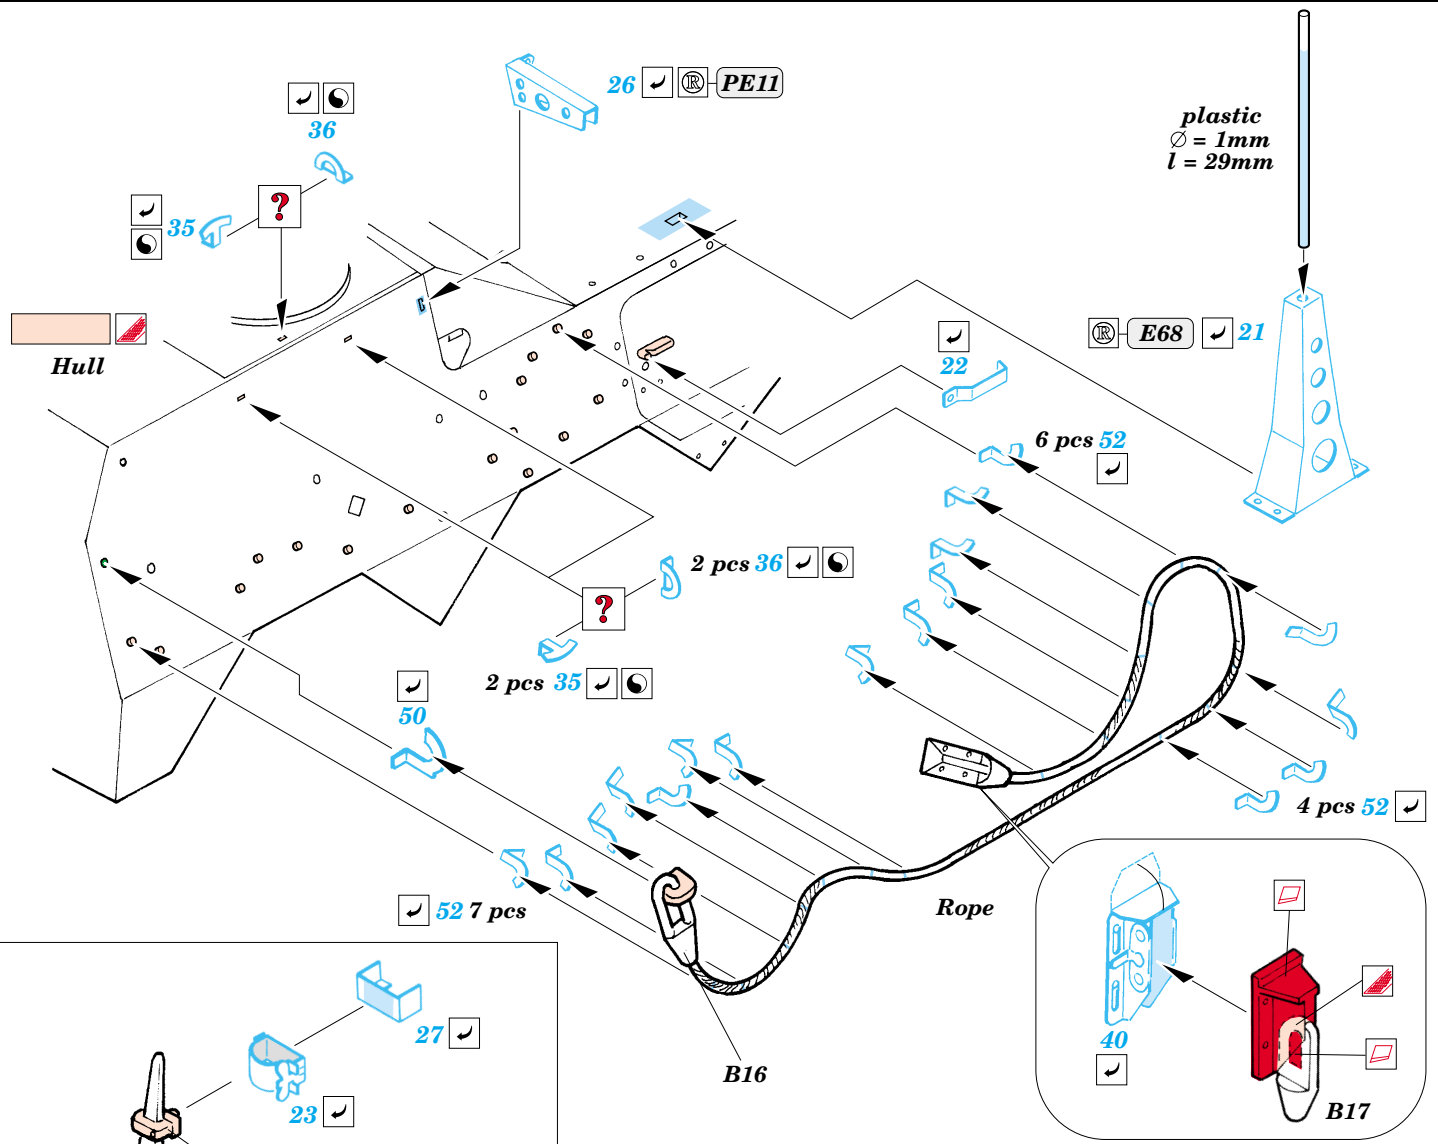 26 ® PE11
36
plastic
Ø = 1mm
l = 29mm
35
?
Hull
® E68 21
22
6 pcs 52
2 pcs 36
?
2 pcs 35
50
4 pcs 52
52 7 pcs
Rope
27
40
B16
23
B17